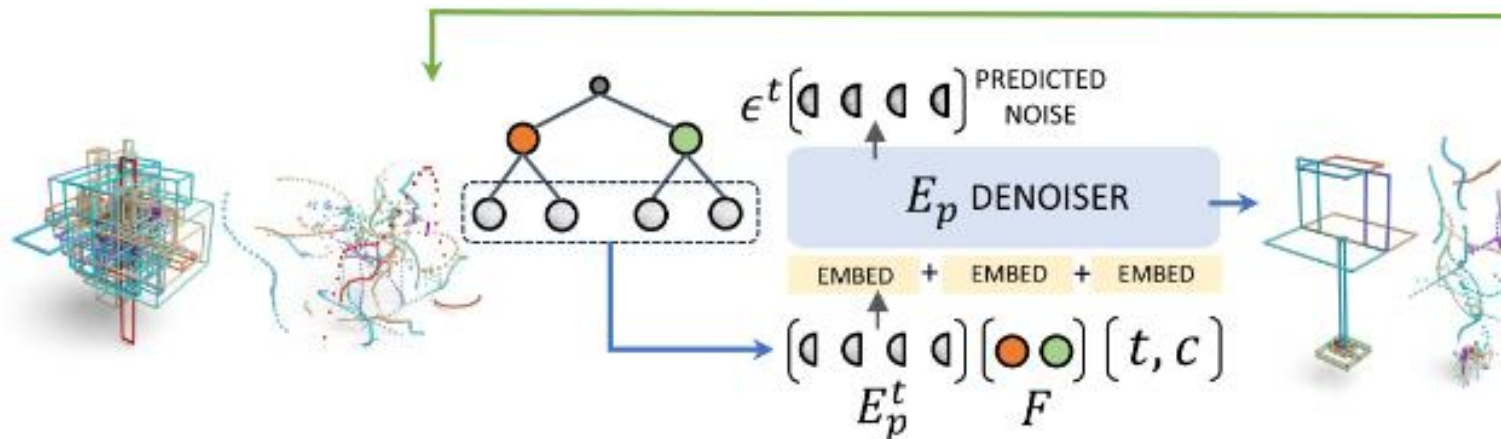 ϵ^t
PREDICTED
NOISE
E_p DENOISER
EMBED + EMBED + EMBED
[t, c]
E_p^t
F